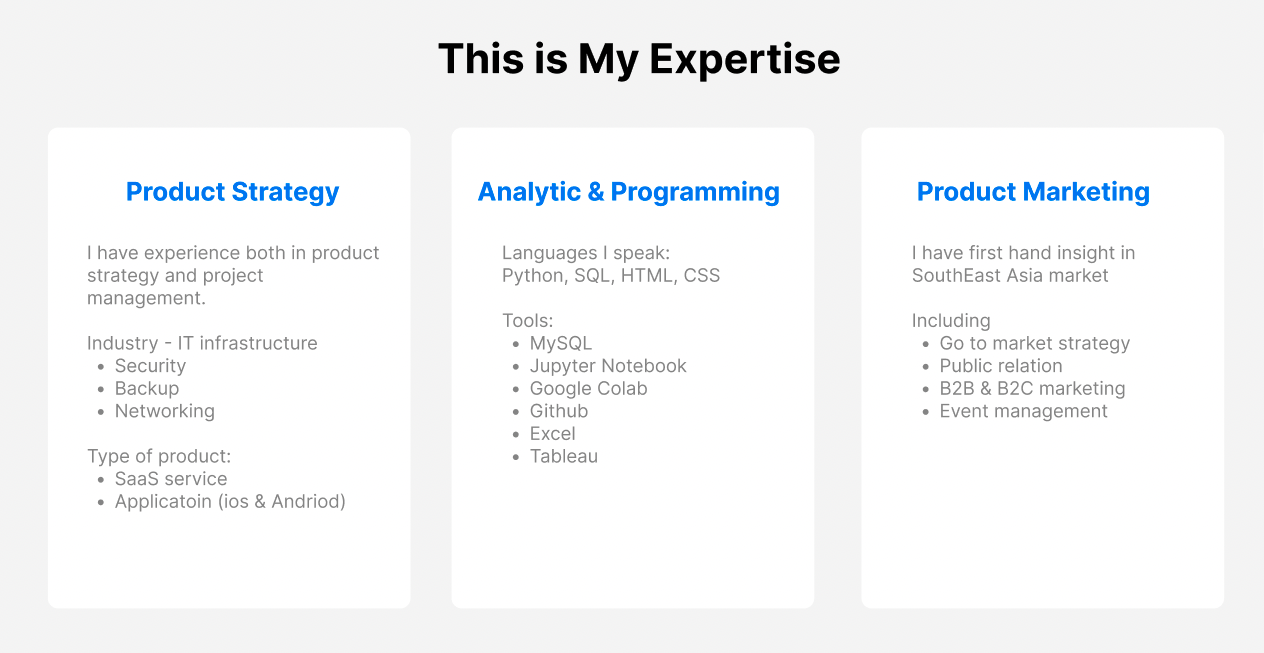 This is My Expertise
Product Strategy
I have experience both in product
strategy and project
management.
Industry - IT infrastructure
• Security
• Backup
• Networking
Type of product:
• SaaS service
• Applicatoin (ios & Andriod)
Analytic & Programming
Languages I speak:
Python, SQL, HTML, CSS
Tools:
• MySQL
• Jupyter Notebook
• Google Colab
• Github
• Excel
• Tableau
Product Marketing
I have first hand insight in
SouthEast Asia market
Including
• Go to market strategy
• Public relation
• B2B & B2C marketing
• Event management